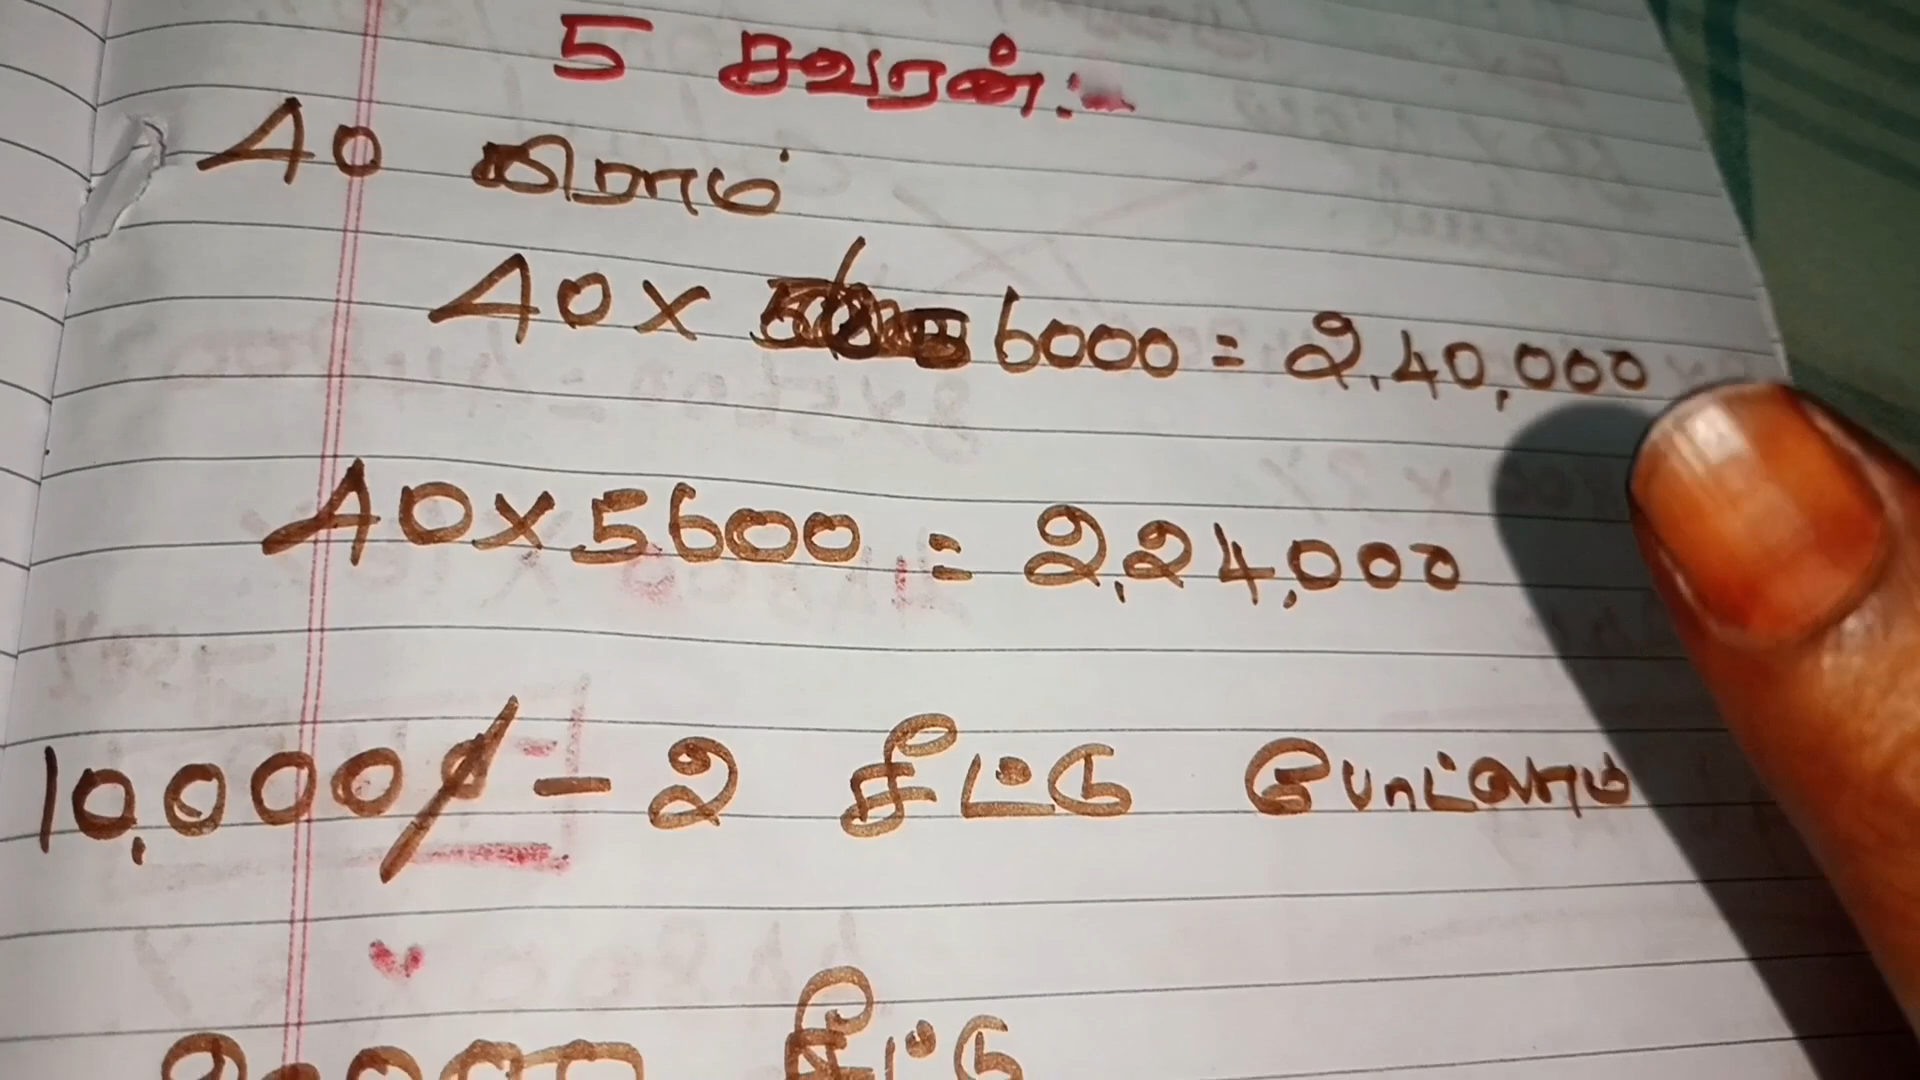 5 சவரன்:-
40 கிராம்
40 x 6000 = 2,40,000
40 x 5600 = 2,24,000
10,000/ - 2 சீட்டு போட்லாம்
சீட்டு